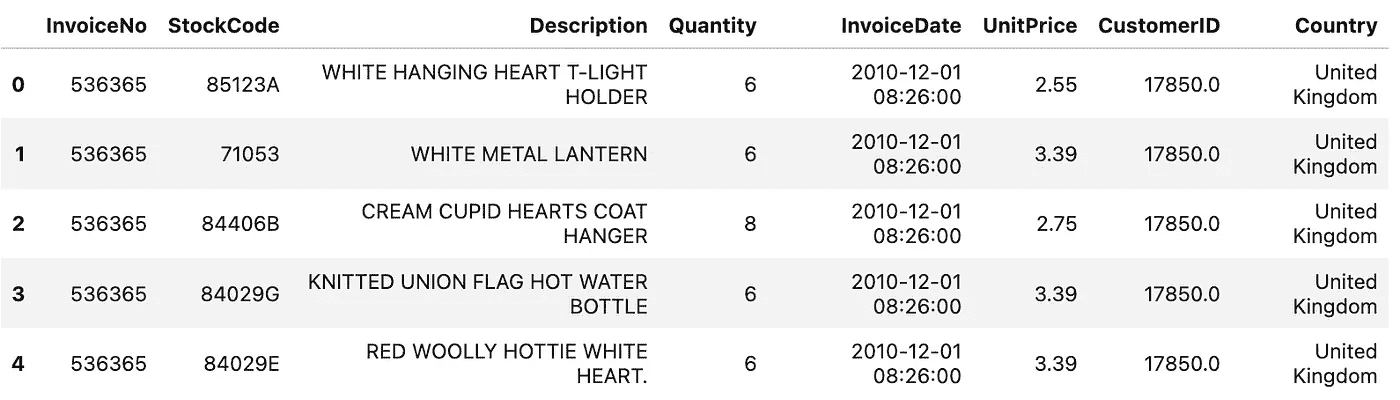 InvoiceNo StockCode Description Quantity InvoiceDate UnitPrice CustomerID Country
0 536365 85123A WHITE HANGING HEART T-LIGHT HOLDER 6 2010-12-01 08:26:00 2.55 17850.0 United Kingdom
1 536365 71053 WHITE METAL LANTERN 6 2010-12-01 08:26:00 3.39 17850.0 United Kingdom
2 536365 84406B CREAM CUPID HEARTS COAT HANGER 8 2010-12-01 08:26:00 2.75 17850.0 United Kingdom
3 536365 84029G KNITTED UNION FLAG HOT WATER BOTTLE 6 2010-12-01 08:26:00 3.39 17850.0 United Kingdom
4 536365 84029E RED WOOLLY HOTTIE WHITE HEART. 6 2010-12-01 08:26:00 3.39 17850.0 United Kingdom